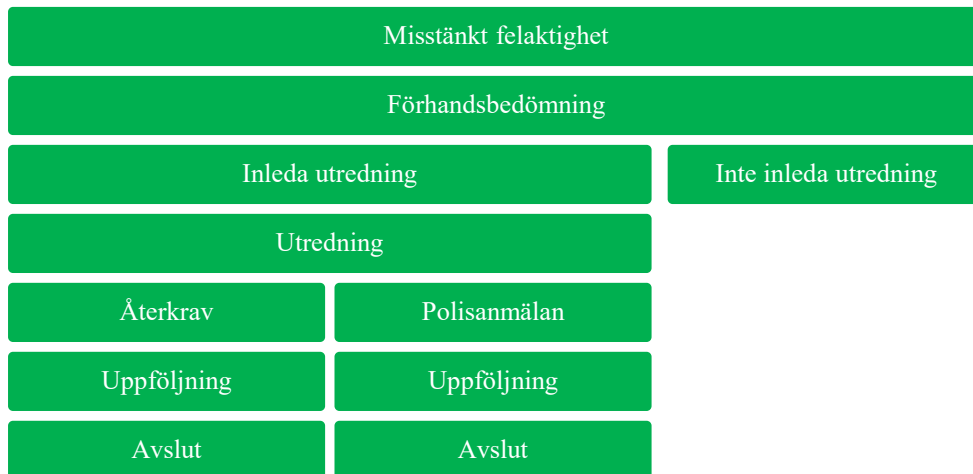 Misstänkt felaktighet
Förhandsbedömning
Inleda utredning
Inte inleda utredning
Utredning
Återkrav
Polisanmälan
Uppföljning
Uppföljning
Avslut
Avslut